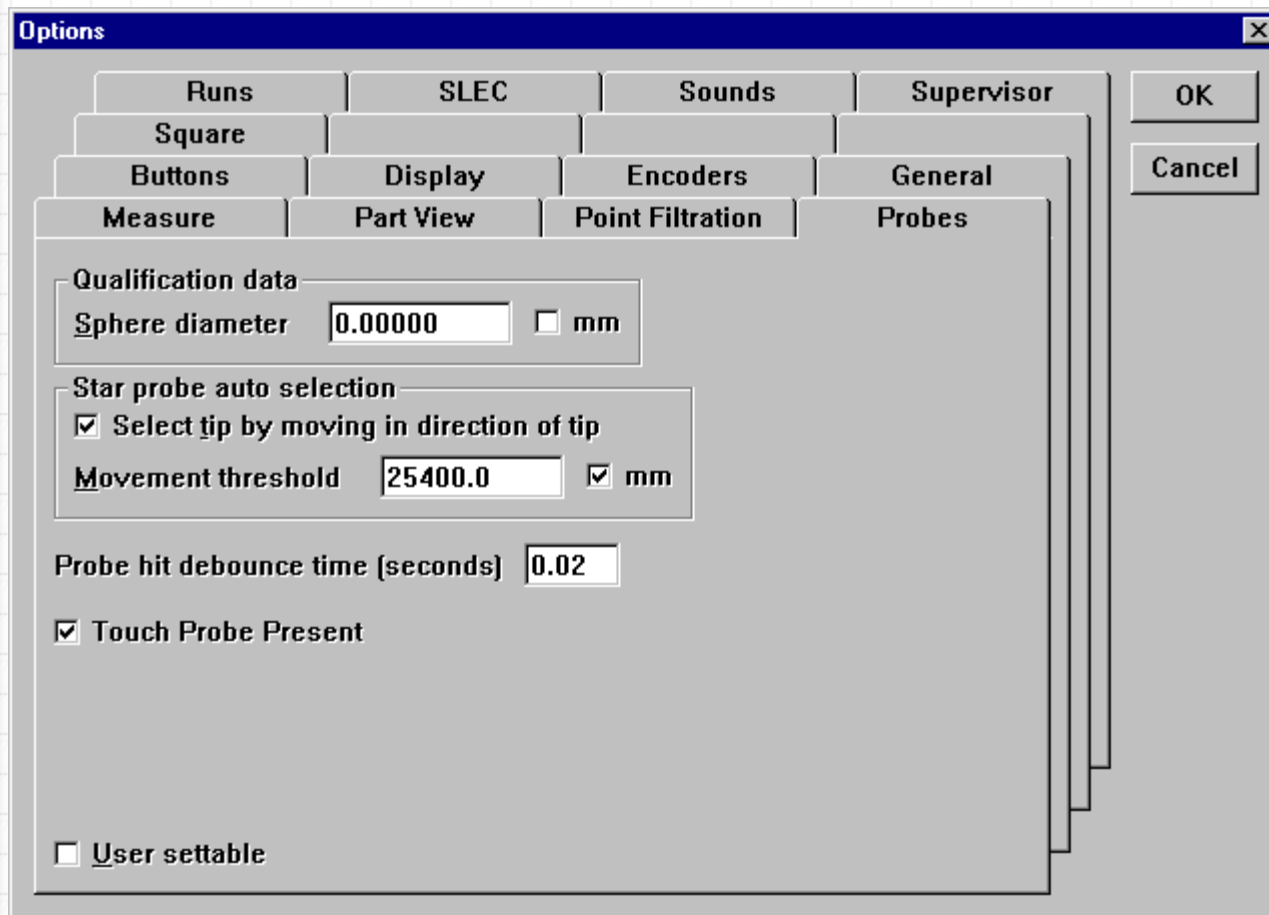 Options
Runs SLEC Sounds Supervisor
OK
Square
Buttons Display Encoders General
Cancel
Measure Part View Point Filtration Probes
Qualification data
Sphere diameter 0.00000 mm
Star probe auto selection
Select tip by moving in direction of tip
Movement threshold 25400.0 mm
Probe hit debounce time (seconds) 0.02
Touch Probe Present
User settable